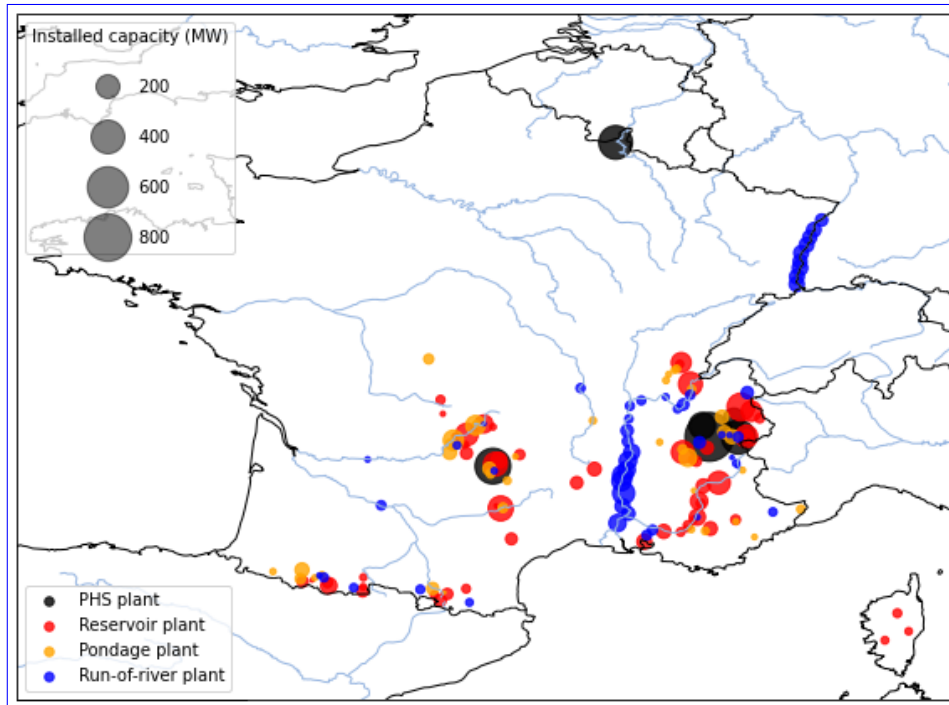 Installed capacity (MW)
200
400
600
800
PHS plant
Reservoir plant
Pondage plant
Run-of-river plant